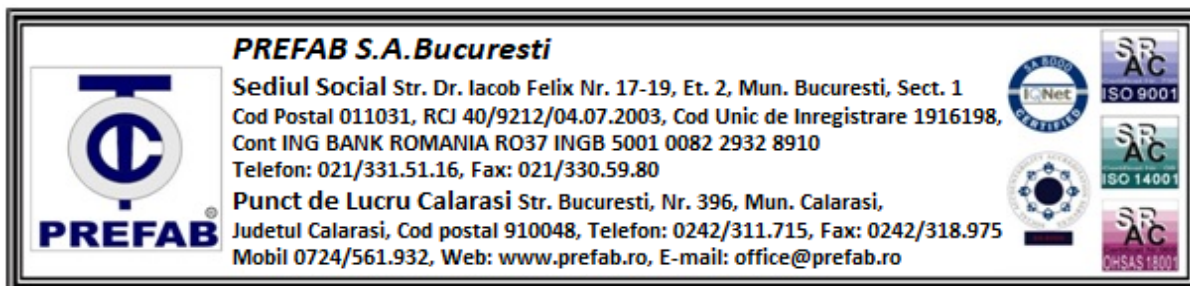 PREFAB S.A.Bucuresti
Sediul Social Str. Dr. Iacob Felix Nr. 17-19, Et. 2, Mun. Bucuresti, Sect. 1
Cod Postal 011031, RCJ 40/9212/04.07.2003, Cod Unic de Inregistrare 1916198,
Cont ING BANK ROMANIA RO37 INGB 5001 0082 2932 8910
Telefon: 021/331.51.16, Fax: 021/330.59.80
Punct de Lucru Calarasi Str. Bucuresti, Nr. 396, Mun. Calarasi,
Judetul Calarasi, Cod postal 910048, Telefon: 0242/311.715, Fax: 0242/318.975
Mobil 0724/561.932, Web: www.prefab.ro, E-mail: office@prefab.ro
PREFAB®
SA 8000
IQNet
CERTIFIED
SRAC
ISO 9001
SRAC
ISO 14001
SRAC
OHSAS 18001